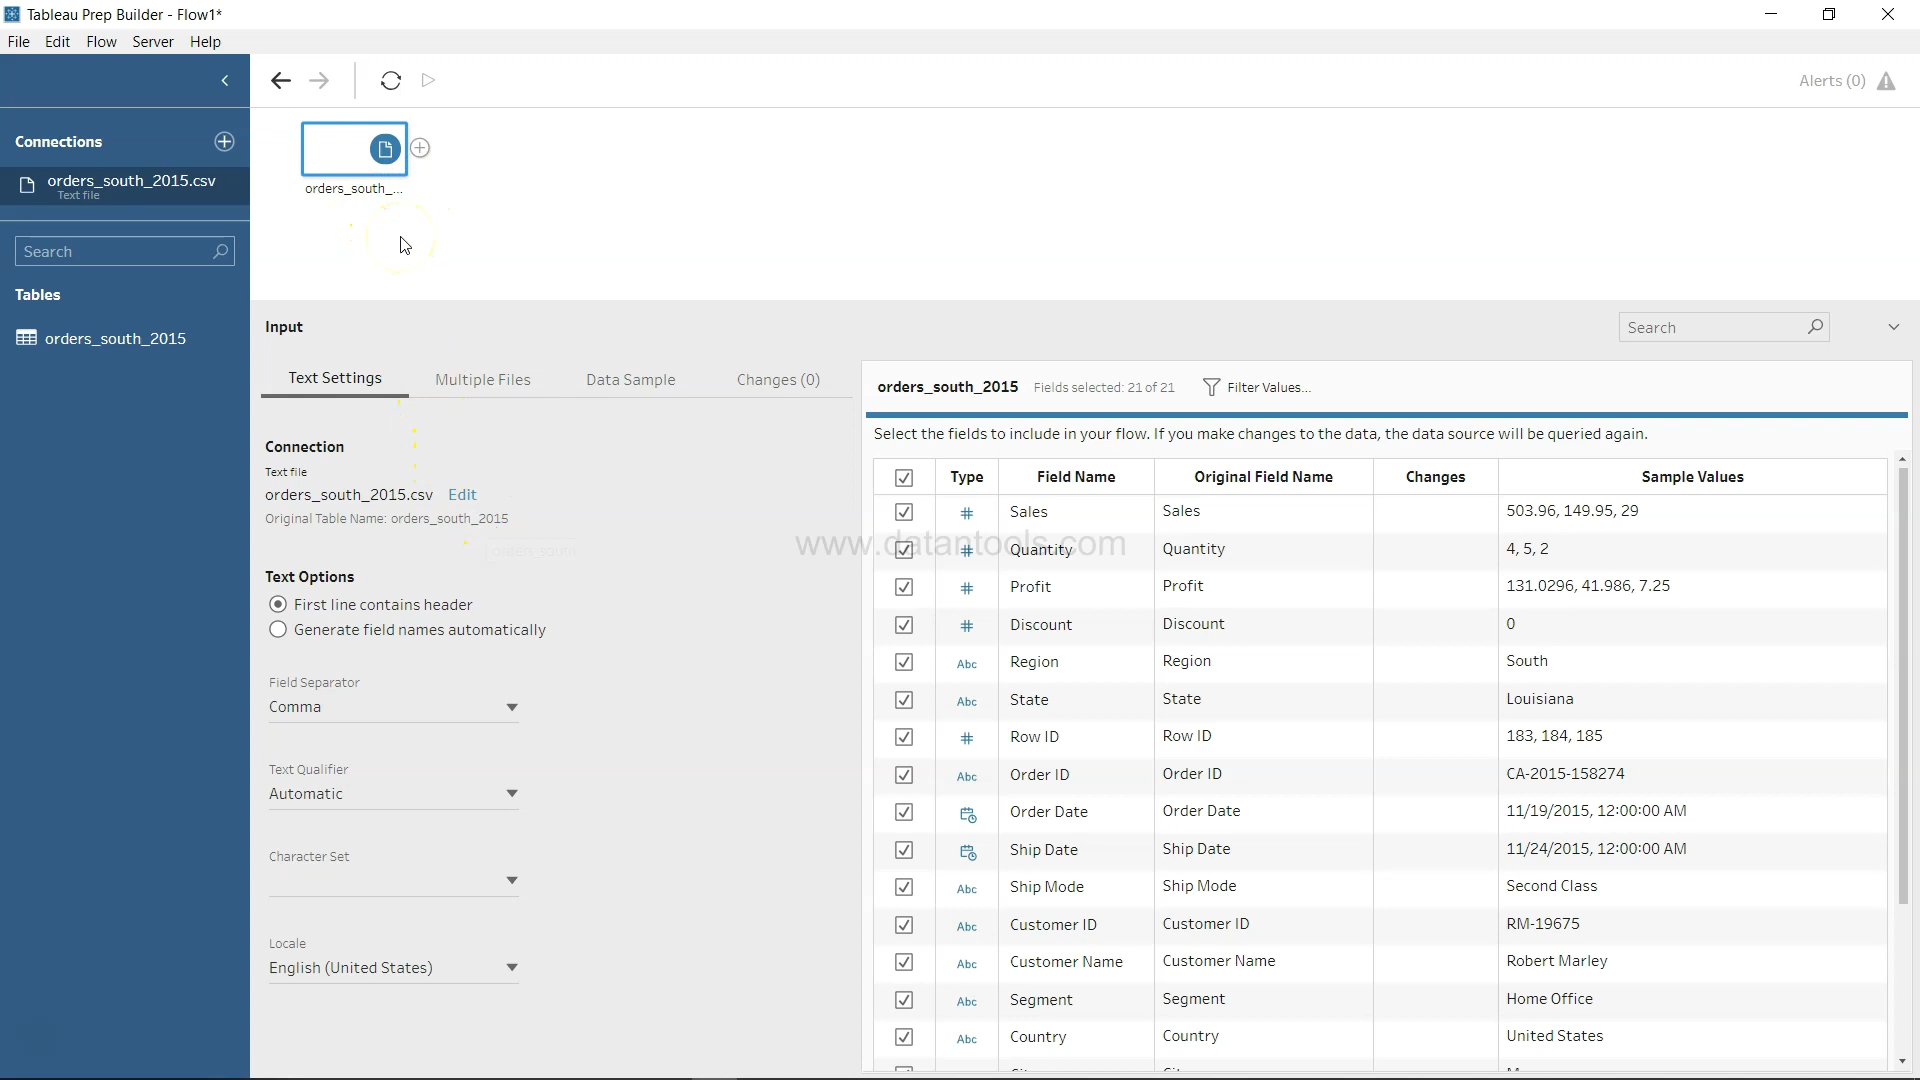 Tableau Prep Builder - Flow1*
File Edit Flow Server Help
Alerts (0)
Connections
orders_south_2015.csv
Text file
Search
Tables
orders_south_2015
orders_south_...
Input
Search
Text Settings Multiple Files Data Sample Changes (0)
Connection
Text file
orders_south_2015.csv Edit
Original Table Name: orders_south_2015
Text Options
First line contains header
Generate field names automatically
Field Separator
Comma
Text Qualifier
Automatic
Character Set
Locale
English (United States)
orders_south_2015 Fields selected: 21 of 21 Filter Values...
Select the fields to include in your flow. If you make changes to the data, the data source will be queried again.
Type Field Name Original Field Name Changes Sample Values
# Sales Sales 503.96, 149.95, 29
www.datantools.com
# Quantity Quantity 4, 5, 2
# Profit Profit 131.0296, 41.986, 7.25
# Discount Discount 0
Abc Region Region South
Abc State State Louisiana
# Row ID Row ID 183, 184, 185
Abc Order ID Order ID CA-2015-158274
Order Date Order Date 11/19/2015, 12:00:00 AM
Ship Date Ship Date 11/24/2015, 12:00:00 AM
Abc Ship Mode Ship Mode Second Class
Abc Customer ID Customer ID RM-19675
Abc Customer Name Customer Name Robert Marley
Abc Segment Segment Home Office
Abc Country Country United States